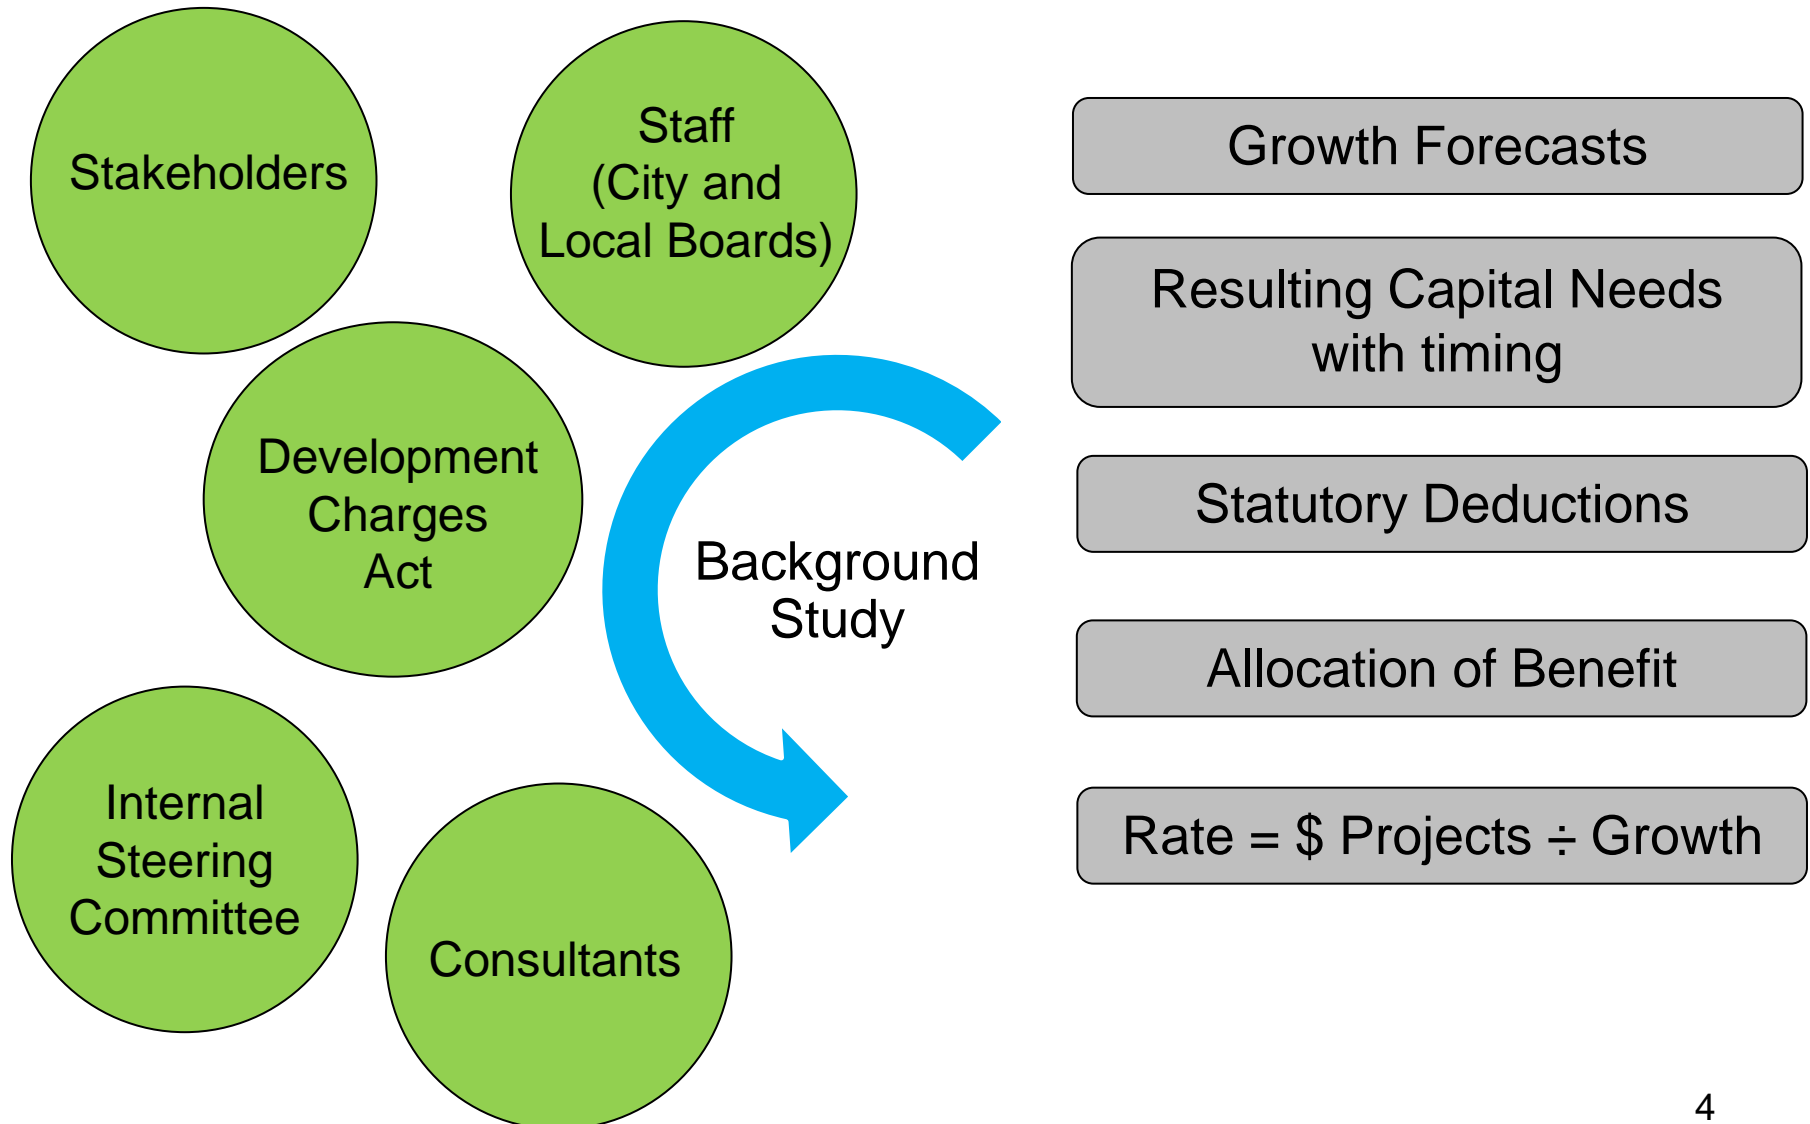 Stakeholders
Staff
(City and
Local Boards)
Development
Charges
Act
Internal
Steering
Committee
Consultants
Background
Study
Growth Forecasts
Resulting Capital Needs
with timing
Statutory Deductions
Allocation of Benefit
Rate = $ Projects ÷ Growth
4